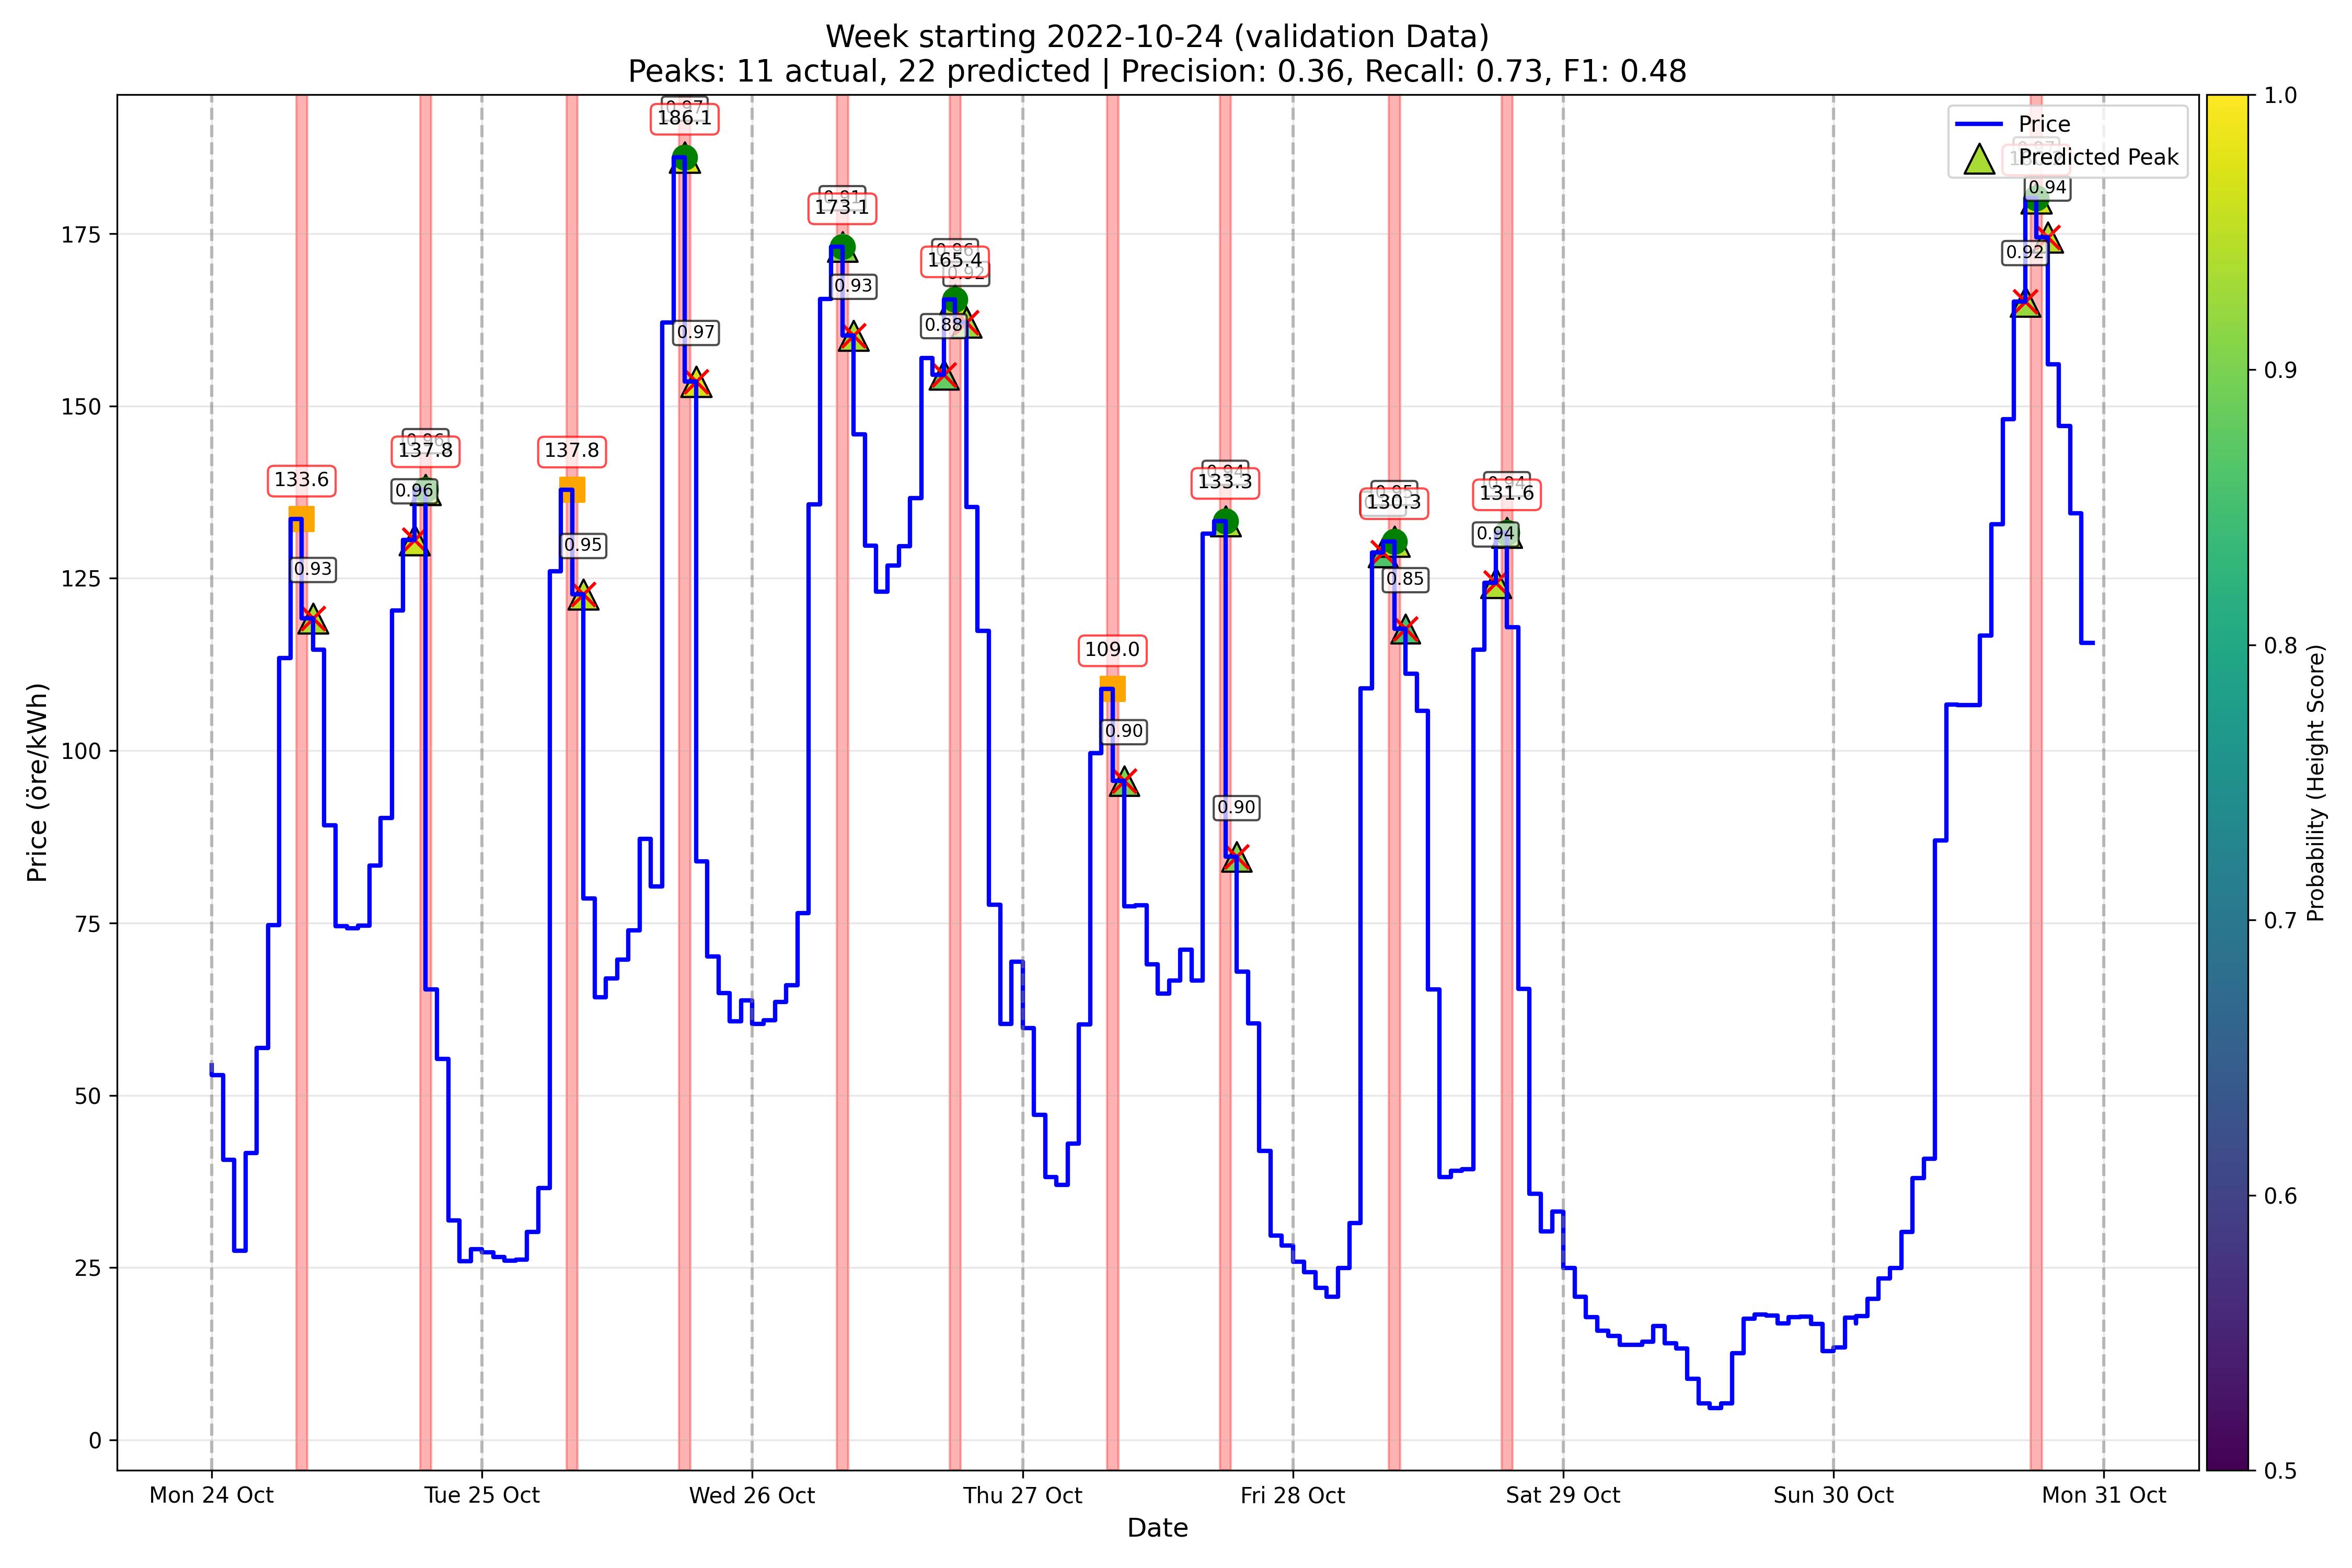 Week starting 2022-10-24 (validation Data)
Peaks: 11 actual, 22 predicted | Precision: 0.36, Recall: 0.73, F1: 0.48
Price
Predicted Peak
186.1
173.1
0.93
0.97
165.4
0.88
0.94
0.92
137.8
0.96
133.6
0.93
137.8
0.95
109.0
0.90
133.3
0.90
130.3
0.85
131.6
0.94
175
150
125
100
75
50
25
0
Price (öre/kWh)
Mon 24 Oct
Tue 25 Oct
Wed 26 Oct
Thu 27 Oct
Fri 28 Oct
Sat 29 Oct
Sun 30 Oct
Mon 31 Oct
Date
1.0
0.9
0.8
0.7
0.6
0.5
Probability (Height Score)